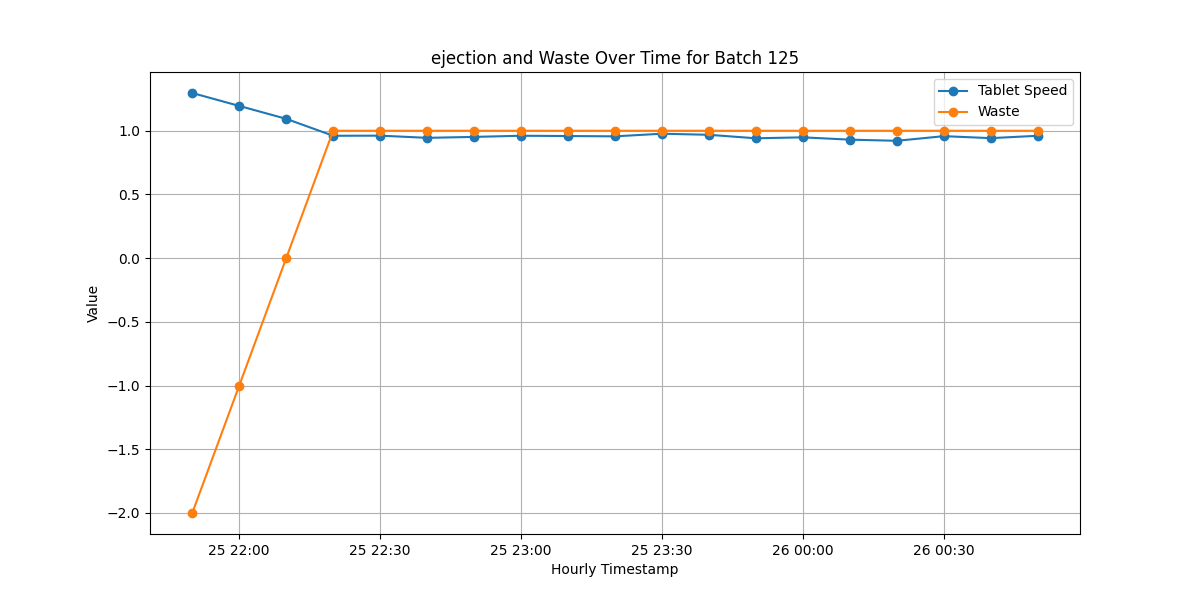 ejection and Waste Over Time for Batch 125
Tablet Speed
Waste
1.0
0.5
0.0
−0.5
−1.0
−1.5
−2.0
Value
25 22:00 25 22:30 25 23:00 25 23:30 26 00:00 26 00:30
Hourly Timestamp